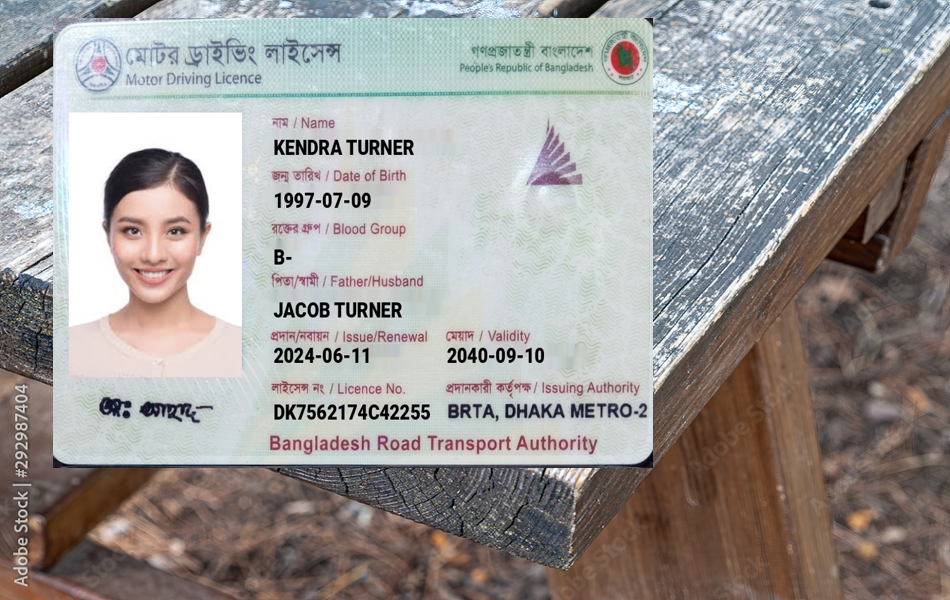 মোটর ড্রাইভিং লাইসেন্স
Motor Driving Licence
গণপ্রজাতন্ত্রী বাংলাদেশ
People's Republic of Bangladesh
নাম / Name
KENDRA TURNER
জন্ম তারিখ / Date of Birth
1997-07-09
রক্তের গ্রুপ / Blood Group
B-
পিতা/স্বামী / Father/Husband
JACOB TURNER
প্রদান/নবায়ন / Issue/Renewal
মেয়াদ / Validity
2024-06-11
2040-09-10
লাইসেন্স নং / Licence No.
প্রদানকারী কর্তৃপক্ষ / Issuing Authority
DK7562174C42255
BRTA, DHAKA METRO-2
Bangladesh Road Transport Authority
Adobe Stock | #292987404